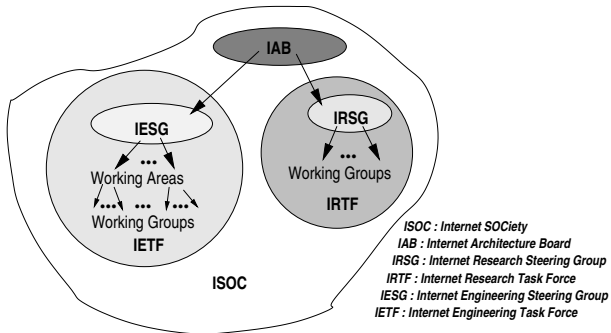 IAB
IESG
IRSG
...
...
Working Areas
Working Groups
.... ... ....
Working Groups
IRTF
IETF
ISOC
ISOC : Internet SOCiety
IAB : Internet Architecture Board
IRSG : Internet Research Steering Group
IRTF : Internet Research Task Force
IESG : Internet Engineering Steering Group
IETF : Internet Engineering Task Force